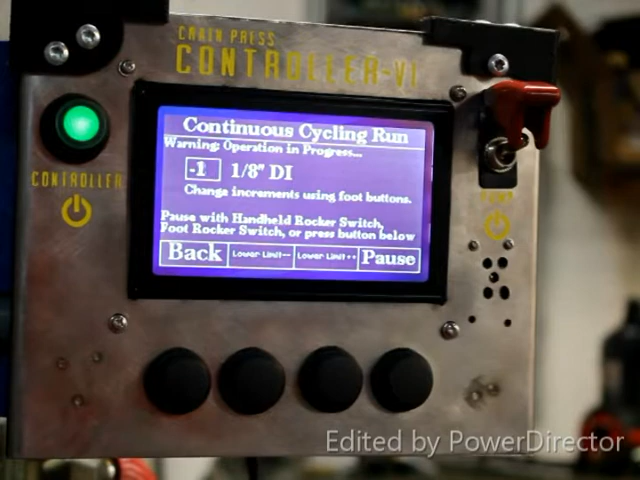 CHAIN PRESS
CONTROLLER-V1
CONTROLLER
Continuous Cycling Run
Warning: Operation in Progress...
-1 1/8" DI
Change increments using foot buttons.
Pause with Handheld Rocker Switch,
Foot Rocker Switch, or press button below
Back Lower Limit-- Lower Limit++ Pause
Edited by PowerDirector